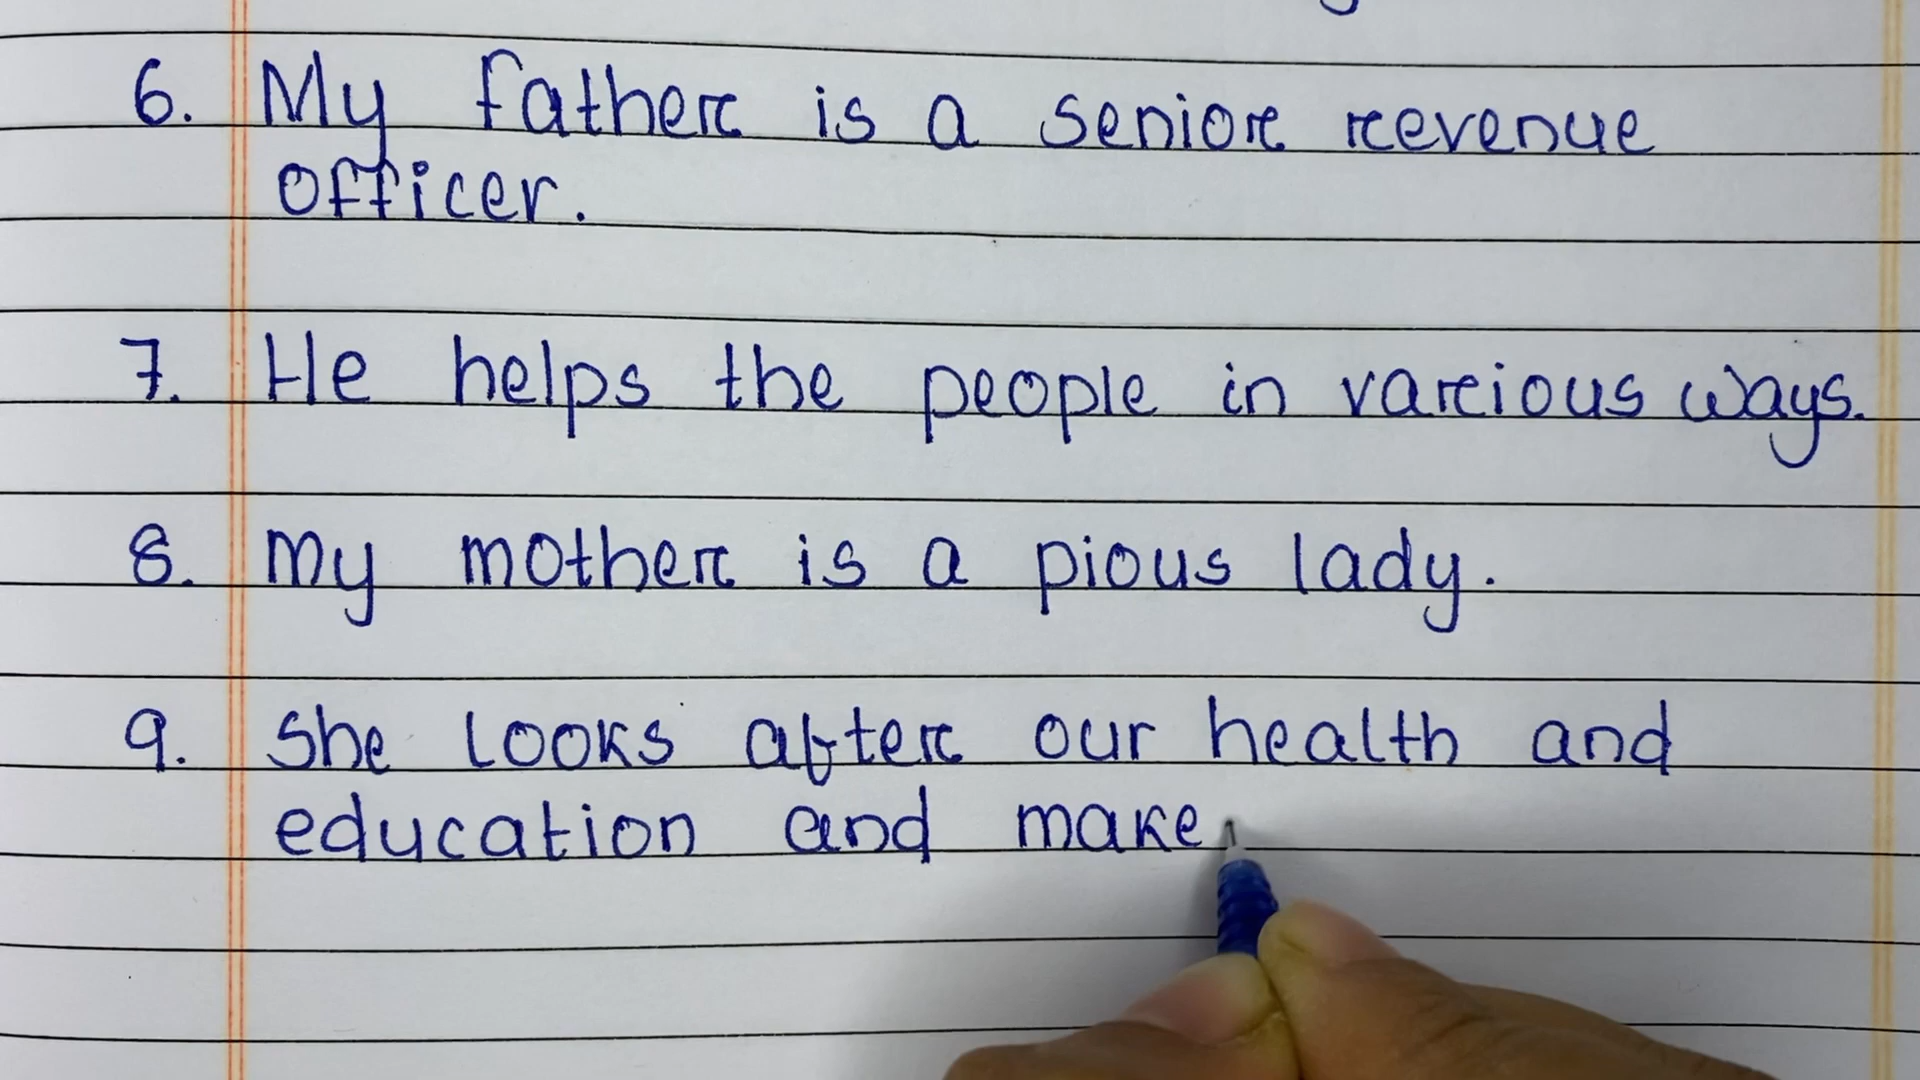 6. My father is a senior revenue
officer.
7. He helps the people in various ways.
8. My mother is a pious lady.
9. She looks after our health and
education and make